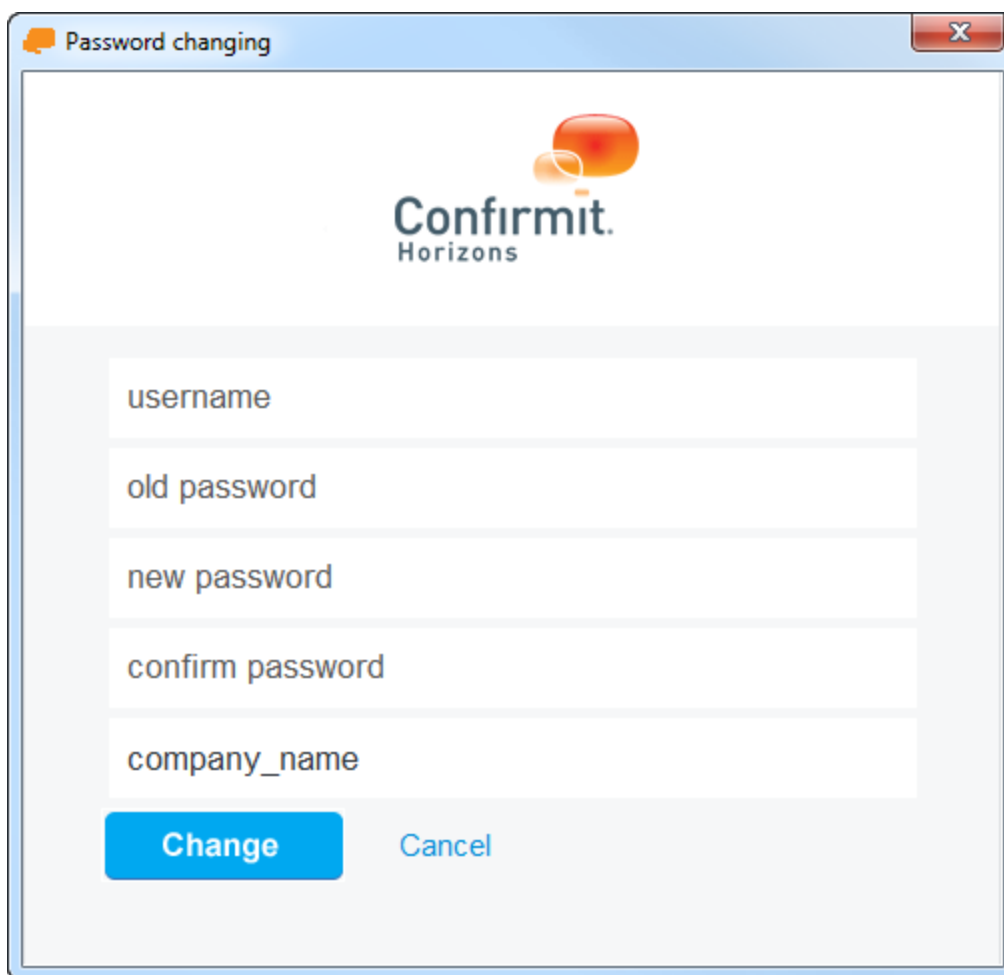 Password changing
Confirmit.
Horizons
username
old password
new password
confirm password
company_name
Change
Cancel